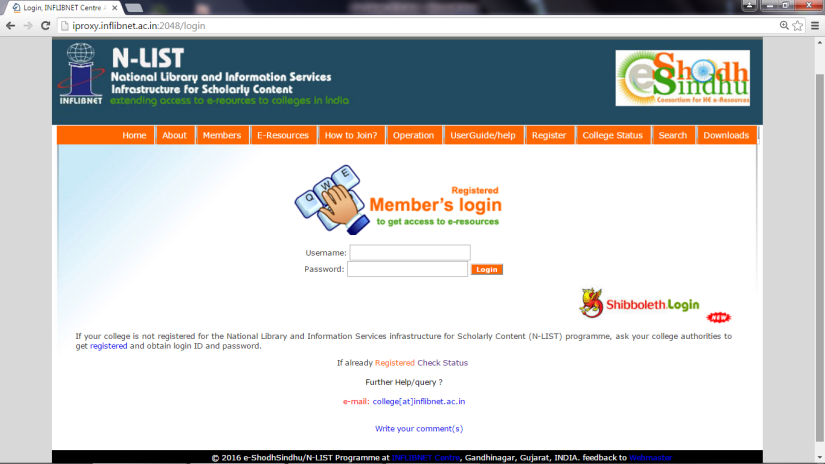 Login, INFLIBNET Centre
iproxy.inflibnet.ac.in:2048/login
N-LIST
National Library and Information Services
Infrastructure for Scholarly Content
extending access to e-rources to colleges in India
INFLIBNET
e Shodh
Sindhu
Consortium for HE e-Resources
Home About Members E-Resources How to Join? Operation UserGuide/help Register College Status Search Downloads
Q W E
Registered
Member's login
to get access to e-resources
Username:
Password: Login
Shibboleth.Login
NEW
If your college is not registered for the National Library and Information Services infrastructure for Scholarly Content (N-LIST) programme, ask your college authorities to
get registered and obtain login ID and password.
If already Registered Check Status
Further Help/query ?
e-mail: college[at]inflibnet.ac.in
Write your comment(s)
© 2016 e-ShodhSindhu/N-LIST Programme at INFLIBNET Centre, Gandhinagar, Gujarat, INDIA. feedback to Webmaster